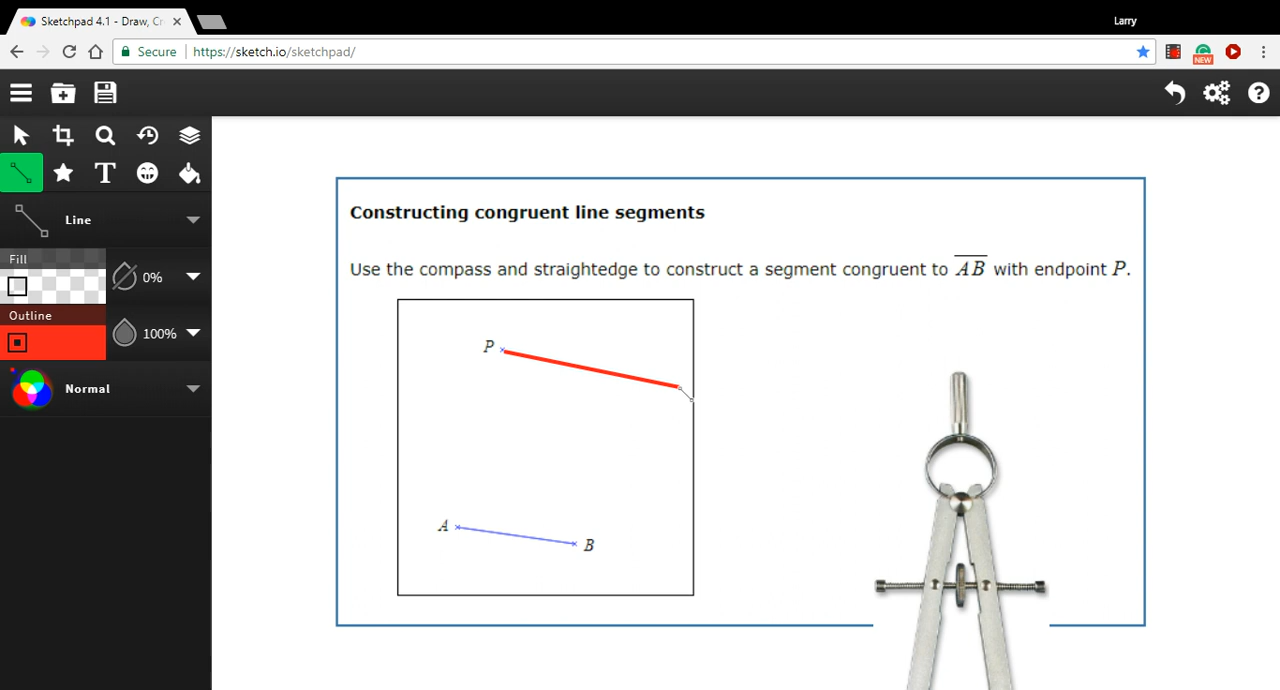 Larry
Sketchpad 4.1 - Draw, Cr
Secure https://sketch.io/sketchpad/
NEW
T
Line
Fill
0%
Outline
100%
Normal
Constructing congruent line segments
Use the compass and straightedge to construct a segment congruent to AB with endpoint P.
P
A
B